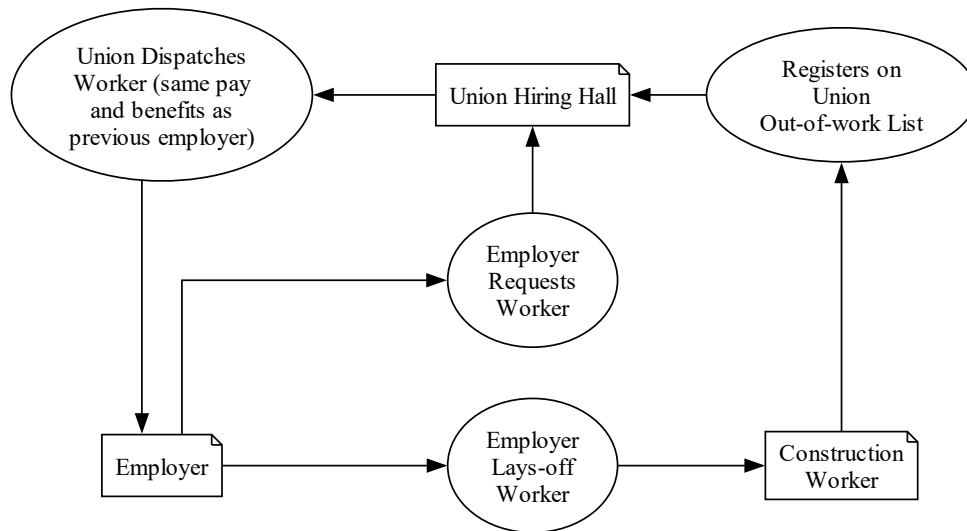 Union Dispatches
Worker (same pay
and benefits as
previous employer)
Union Hiring Hall
Registers on
Union
Out-of-work List
Employer
Requests
Worker
Employer
Employer
Lays-off
Worker
Construction
Worker